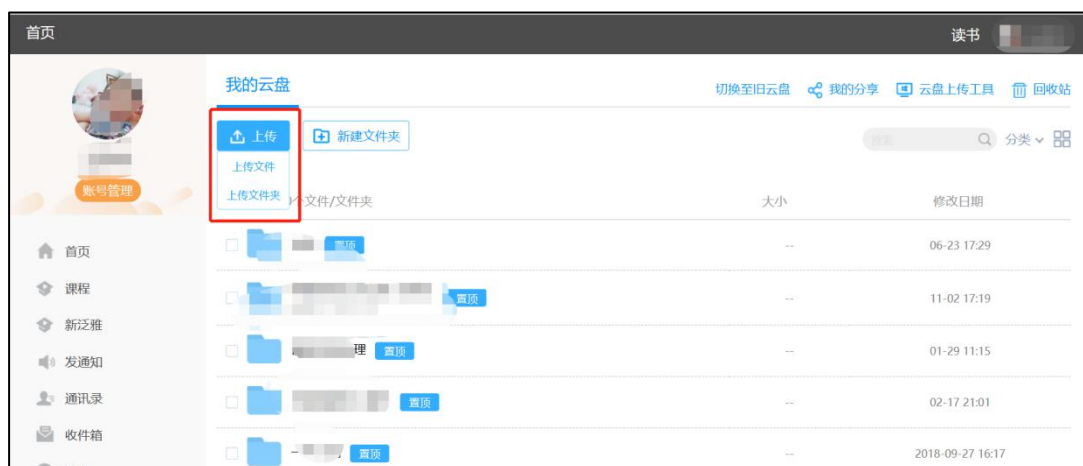 首页 读书
我的云盘 切换至旧云盘 我的分享 云盘上传工具 回收站
上传 新建文件夹 分类
上传文件
上传文件夹
个文件/文件夹 大小 修改日期
账号管理
首页
课程
新泛雅
发通知
通讯录
收件箱
置顶 -- 06-23 17:29
置顶 -- 11-02 17:19
理 置顶 -- 01-29 11:15
置顶 -- 02-17 21:01
置顶 -- 2018-09-27 16:17